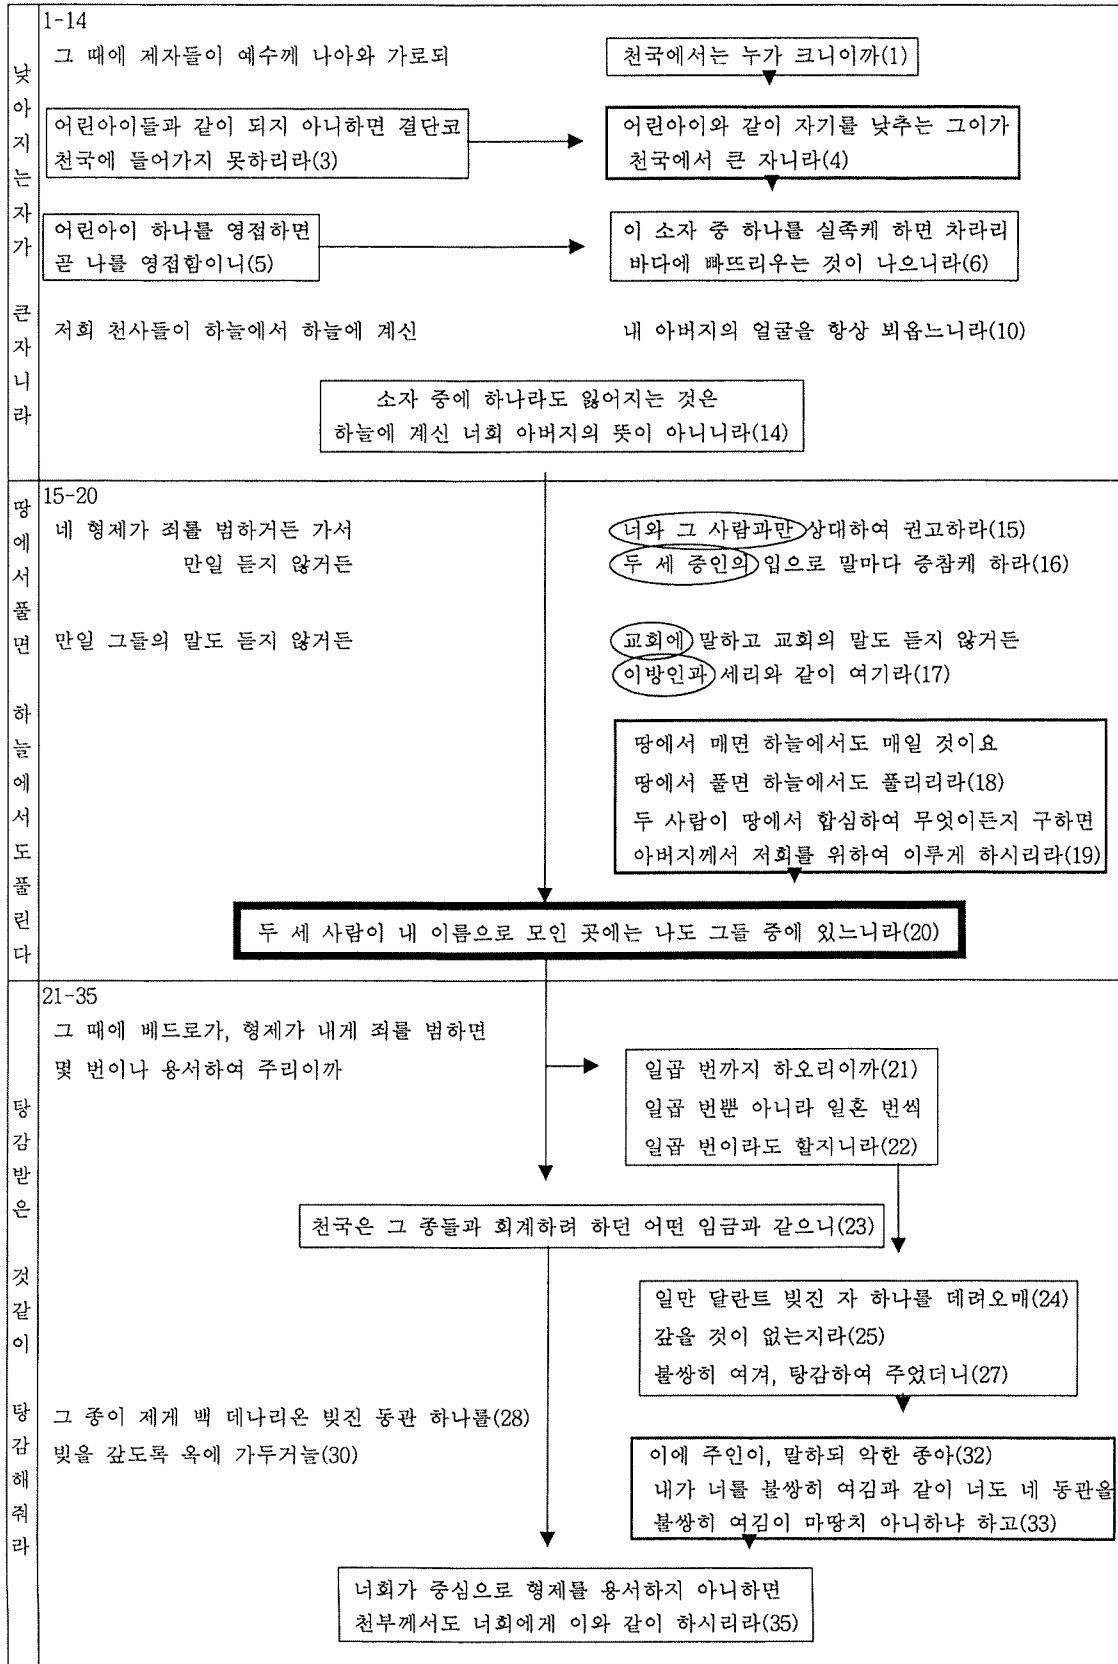 낮아지는 자가 큰 자니라
1-14
그 때에 제자들이 예수께 나아와 가로되
천국에서는 누가 크니이까(1)
어린아이들과 같이 되지 아니하면 결단코
천국에 들어가지 못하리라(3)
어린아이와 같이 자기를 낮추는 그이가
천국에서 큰 자니라(4)
어린아이 하나를 영접하면
곧 나를 영접함이니(5)
이 소자 중 하나를 실족케 하면 차라리
바다에 빠뜨리우는 것이 나으니라(6)
저희 천사들이 하늘에서 하늘에 계신
내 아버지의 얼굴을 항상 뵈옵느니라(10)
소자 중에 하나라도 잃어지는 것은
하늘에 계신 너희 아버지의 뜻이 아니니라(14)
땅에서 풀면 하늘에서도 풀린다
15-20
네 형제가 죄를 범하거든 가서
너와 그 사람과만 상대하여 권고하라(15)
만일 듣지 않거든
두 세 증인의 입으로 말마다 증참케 하라(16)
만일 그들의 말도 듣지 않거든
교회에 말하고 교회의 말도 듣지 않거든
이방인과 세리와 같이 여기라(17)
땅에서 매면 하늘에서도 매일 것이요
땅에서 풀면 하늘에서도 풀리리라(18)
두 사람이 땅에서 합심하여 무엇이든지 구하면
아버지께서 저희를 위하여 이루게 하시리라(19)
두 세 사람이 내 이름으로 모인 곳에는 나도 그들 중에 있느니라(20)
탕감받은 것같이 탕감해줘라
21-35
그 때에 베드로가, 형제가 내게 죄를 범하면
몇 번이나 용서하여 주리이까
일곱 번까지 하오리이까(21)
일곱 번뿐 아니라 일흔 번씩
일곱 번이라도 할지니라(22)
천국은 그 종들과 회계하려 하던 어떤 임금과 같으니(23)
일만 달란트 빚진 자 하나를 데려오매(24)
갚을 것이 없는지라(25)
불쌍히 여겨, 탕감하여 주었더니(27)
그 종이 제게 백 데나리온 빚진 동관 하나를(28)
빚을 갚도록 옥에 가두거늘(30)
이에 주인이, 말하되 악한 종아(32)
내가 너를 불쌍히 여김과 같이 너도 네 동관을
불쌍히 여김이 마땅치 아니하냐 하고(33)
너희가 중심으로 형제를 용서하지 아니하면
천부께서도 너희에게 이와 같이 하시리라(35)